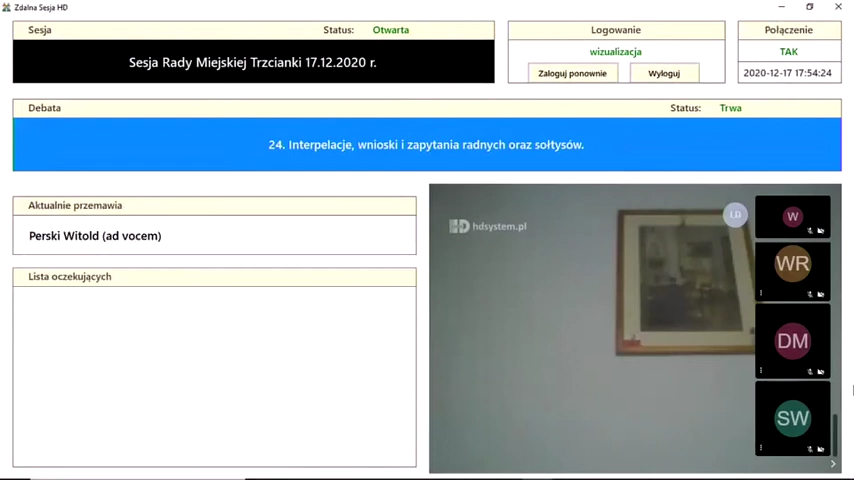 Zdalna Sesja HD
Sesja
Status: Otwarta
Sesja Rady Miejskiej Trzcianki 17.12.2020 r.
Logowanie
wizualizacja
Zaloguj ponownie
Wyloguj
Połączenie
TAK
2020-12-17 17:54:24
Debata
Status: Trwa
24. Interpelacje, wnioski i zapytania radnych oraz sołtysów.
Aktualnie przemawia
Perski Witold (ad vocem)
Lista oczekujących
HD hdsystem.pl
LD
W
WR
DM
SW